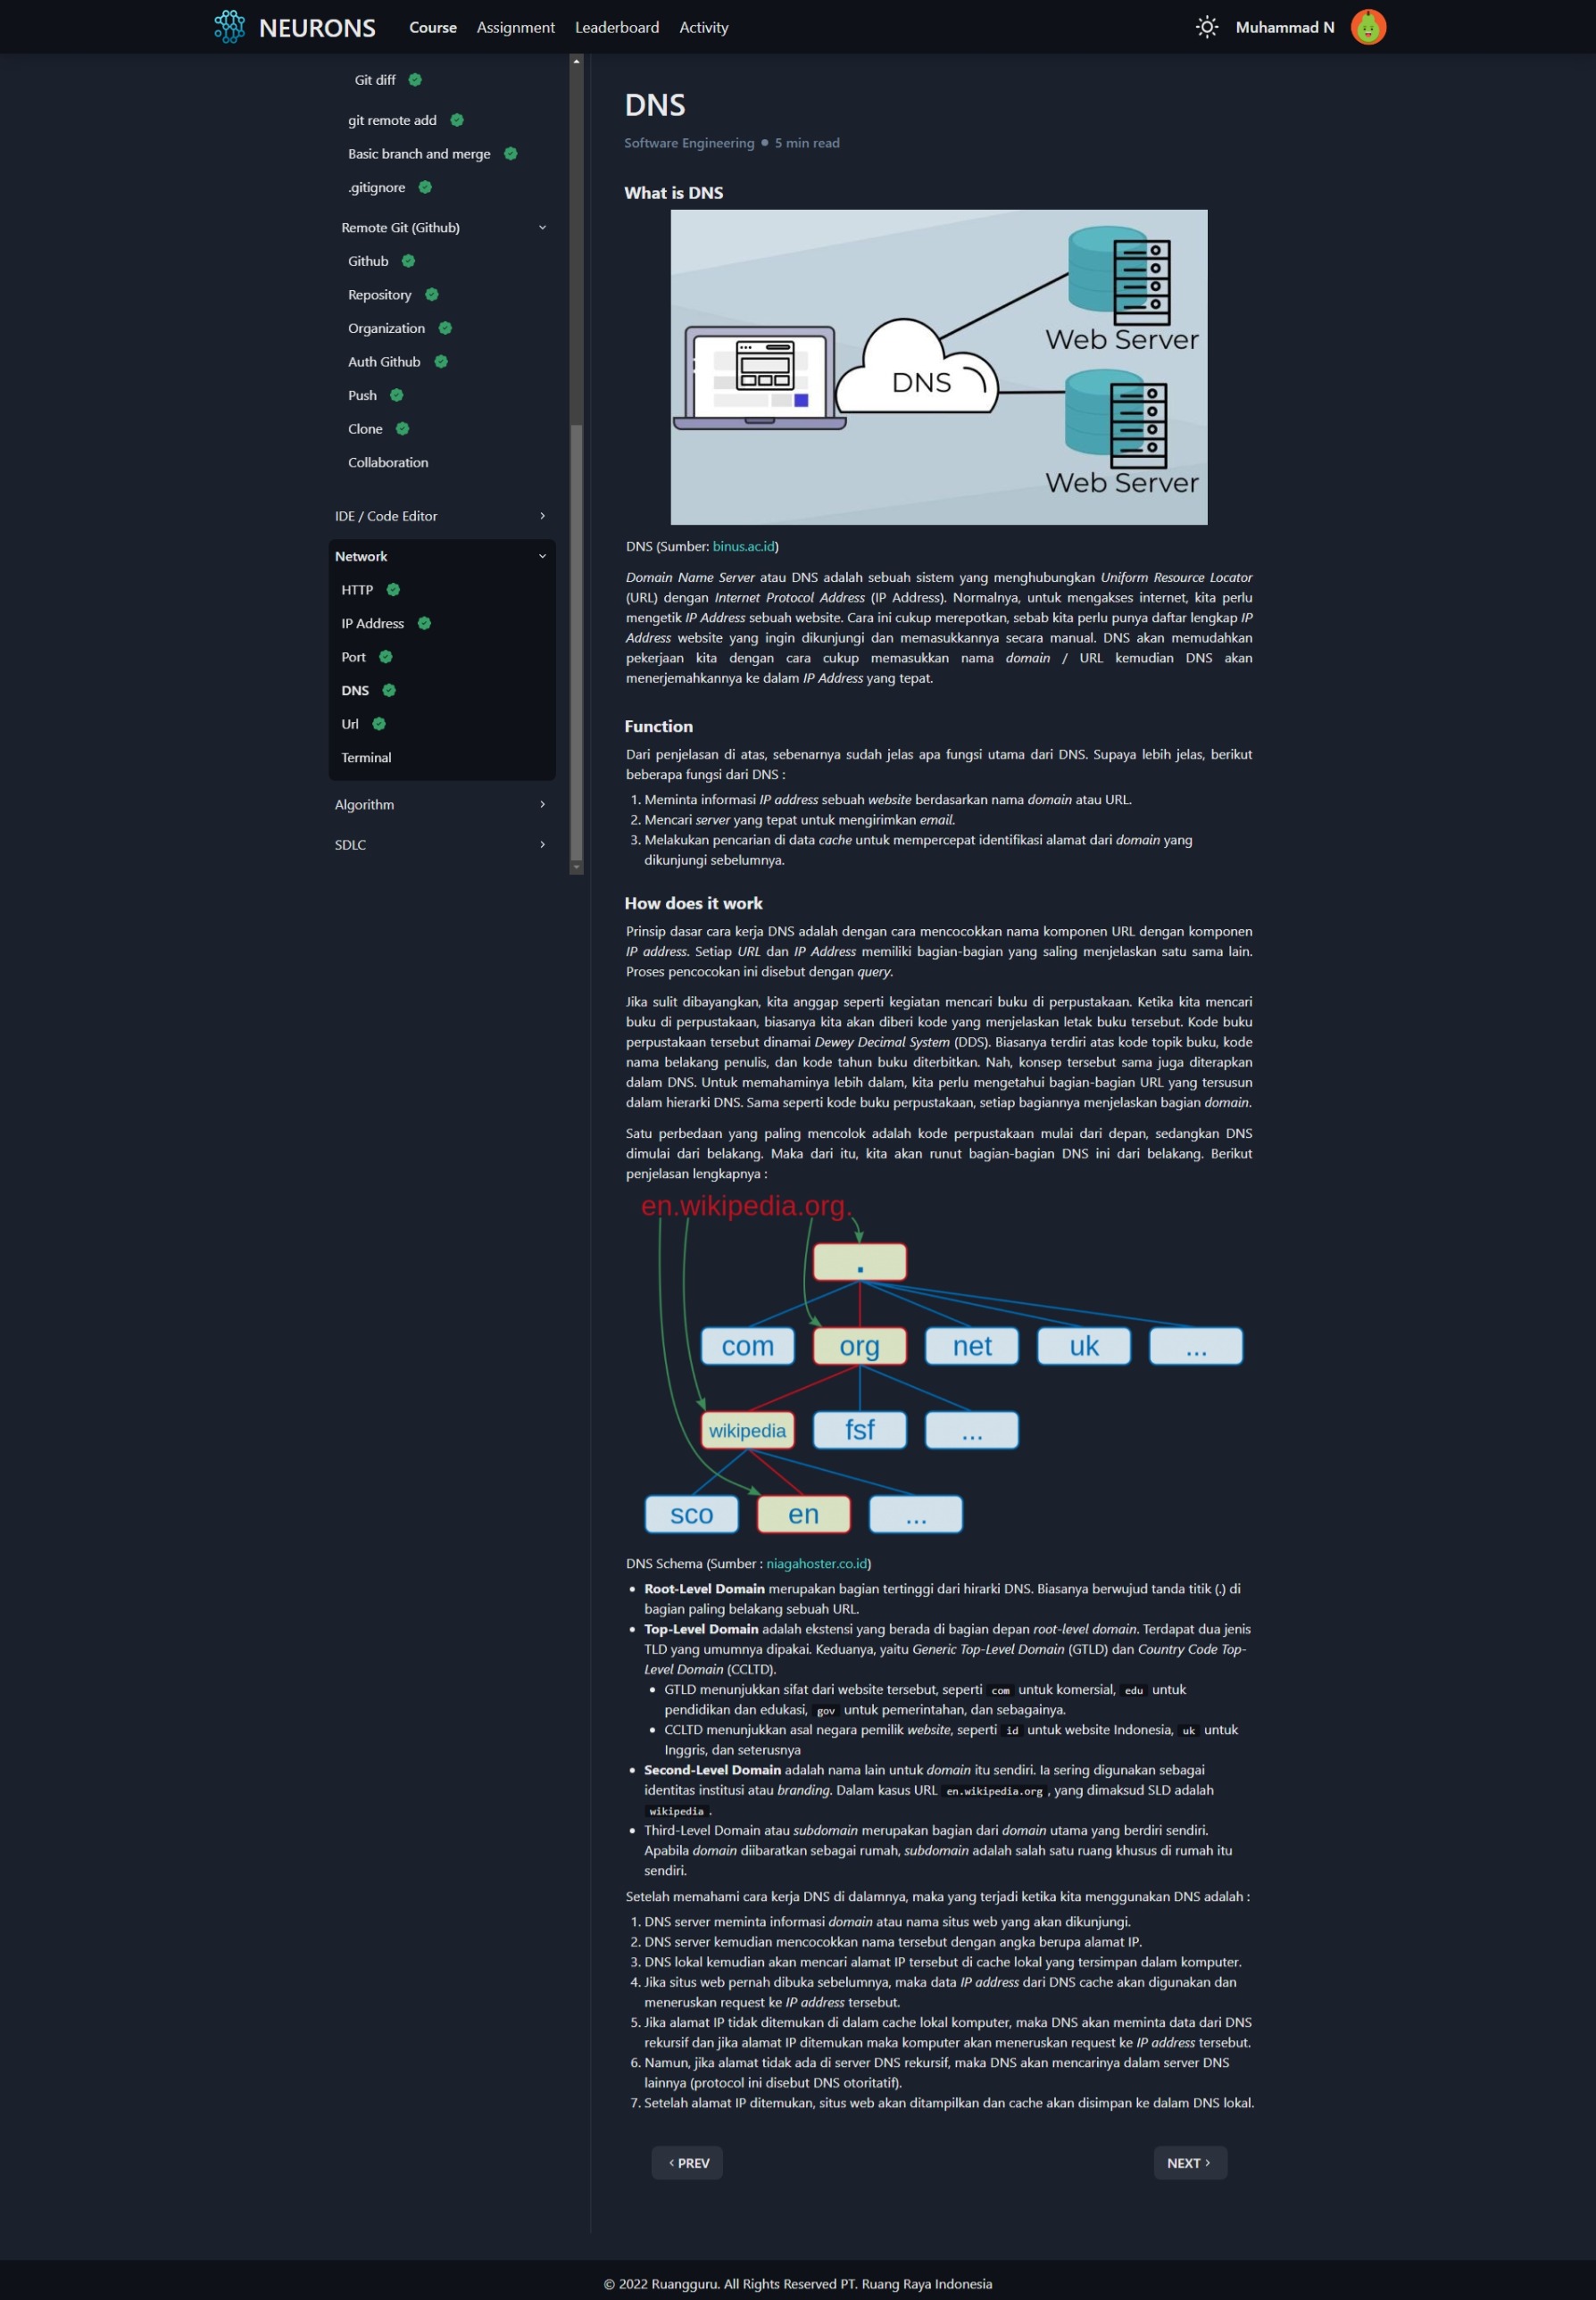 NEURONS Course Assignment Leaderboard Activity Muhammad N
Git diff
git remote add
Basic branch and merge
.gitignore
Remote Git (Github)
Github
Repository
Organization
Auth Github
Push
Clone
Collaboration
IDE / Code Editor
Network
HTTP
IP Address
Port
DNS
Url
Terminal
Algorithm
SDLC
DNS
Software Engineering ● 5 min read
What is DNS
DNS
Web Server
Web Server
DNS (Sumber: binus.ac.id)
Domain Name Server atau DNS adalah sebuah sistem yang menghubungkan Uniform Resource Locator
(URL) dengan Internet Protocol Address (IP Address). Normalnya, untuk mengakses internet, kita perlu
mengetik IP Address sebuah website. Cara ini cukup merepotkan, sebab kita perlu punya daftar lengkap IP
Address website yang ingin dikunjungi dan memasukkannya secara manual. DNS akan memudahkan
pekerjaan kita dengan cara cukup memasukkan nama domain / URL kemudian DNS akan
menerjemahkannya ke dalam IP Address yang tepat.
Function
Dari penjelasan di atas, sebenarnya sudah jelas apa fungsi utama dari DNS. Supaya lebih jelas, berikut
beberapa fungsi dari DNS :
1. Meminta informasi IP address sebuah website berdasarkan nama domain atau URL.
2. Mencari server yang tepat untuk mengirimkan email.
3. Melakukan pencarian di data cache untuk mempercepat identifikasi alamat dari domain yang
dikunjungi sebelumnya.
How does it work
Prinsip dasar cara kerja DNS adalah dengan cara mencocokkan nama komponen URL dengan komponen
IP address. Setiap URL dan IP Address memiliki bagian-bagian yang saling menjelaskan satu sama lain.
Proses pencocokan ini disebut dengan query.
Jika sulit dibayangkan, kita anggap seperti kegiatan mencari buku di perpustakaan. Ketika kita mencari
buku di perpustakaan, biasanya kita akan diberi kode yang menjelaskan letak buku tersebut. Kode buku
perpustakaan tersebut dinamai Dewey Decimal System (DDS). Biasanya terdiri atas kode topik buku, kode
nama belakang penulis, dan kode tahun buku diterbitkan. Nah, konsep tersebut sama juga diterapkan
dalam DNS. Untuk memahaminya lebih dalam, kita perlu mengetahui bagian-bagian URL yang tersusun
dalam hierarki DNS. Sama seperti kode buku perpustakaan, setiap bagiannya menjelaskan bagian domain.
Satu perbedaan yang paling mencolok adalah kode perpustakaan mulai dari depan, sedangkan DNS
dimulai dari belakang. Maka dari itu, kita akan runut bagian-bagian DNS ini dari belakang. Berikut
penjelasan lengkapnya :
en.wikipedia.org.
.
com org net uk ...
wikipedia fsf ...
sco en ...
DNS Schema (Sumber : niagahoster.co.id)
• Root-Level Domain merupakan bagian tertinggi dari hirarki DNS. Biasanya berwujud tanda titik (.) di
bagian paling belakang sebuah URL.
• Top-Level Domain adalah ekstensi yang berada di bagian depan root-level domain. Terdapat dua jenis
TLD yang umumnya dipakai. Keduanya, yaitu Generic Top-Level Domain (GTLD) dan Country Code Top-
Level Domain (CCLTD).
• GTLD menunjukkan sifat dari website tersebut, seperti com untuk komersial, edu untuk
pendidikan dan edukasi, gov untuk pemerintahan, dan sebagainya.
• CCLTD menunjukkan asal negara pemilik website, seperti id untuk website Indonesia, uk untuk
Inggris, dan seterusnya
• Second-Level Domain adalah nama lain untuk domain itu sendiri. Ia sering digunakan sebagai
identitas institusi atau branding. Dalam kasus URL en.wikipedia.org , yang dimaksud SLD adalah
wikipedia .
• Third-Level Domain atau subdomain merupakan bagian dari domain utama yang berdiri sendiri.
Apabila domain diibaratkan sebagai rumah, subdomain adalah salah satu ruang khusus di rumah itu
sendiri.
Setelah memahami cara kerja DNS di dalamnya, maka yang terjadi ketika kita menggunakan DNS adalah :
1. DNS server meminta informasi domain atau nama situs web yang akan dikunjungi.
2. DNS server kemudian mencocokkan nama tersebut dengan angka berupa alamat IP.
3. DNS lokal kemudian akan mencari alamat IP tersebut di cache lokal yang tersimpan dalam komputer.
4. Jika situs web pernah dibuka sebelumnya, maka data IP address dari DNS cache akan digunakan dan
meneruskan request ke IP address tersebut.
5. Jika alamat IP tidak ditemukan di dalam cache lokal komputer, maka DNS akan meminta data dari DNS
rekursif dan jika alamat IP ditemukan maka komputer akan meneruskan request ke IP address tersebut.
6. Namun, jika alamat tidak ada di server DNS rekursif, maka DNS akan mencarinya dalam server DNS
lainnya (protocol ini disebut DNS otoritatif).
7. Setelah alamat IP ditemukan, situs web akan ditampilkan dan cache akan disimpan ke dalam DNS lokal.
‹ PREV NEXT ›
© 2022 Ruangguru. All Rights Reserved PT. Ruang Raya Indonesia